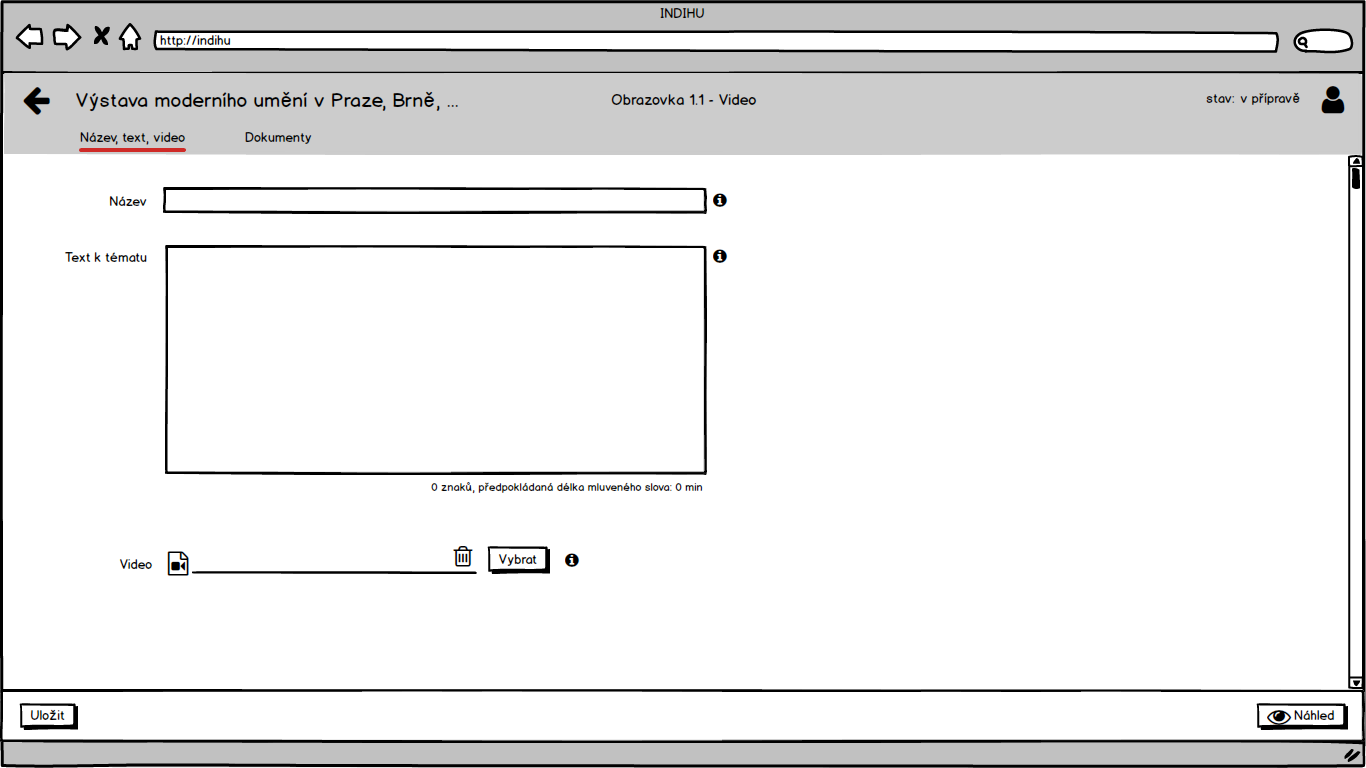 INDIHU
http://indihu
Výstava moderního umění v Praze, Brně, ...
Obrazovka 1.1 - Video
stav: v přípravě
Název, text, video
Dokumenty
Název
Text k tématu
0 znaků, předpokládaná délka mluveného slova: 0 min
Video
Vybrat
Uložit
Náhled